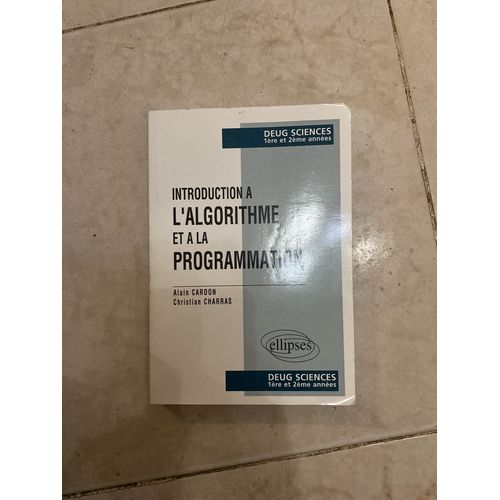 DEUG SCIENCES
1ère et 2ème années
INTRODUCTION A
L'ALGORITHME
ET A LA
PROGRAMMATION
Alain CARDON
Christian CHARRAS
ellipses
DEUG SCIENCES
1ère et 2ème années